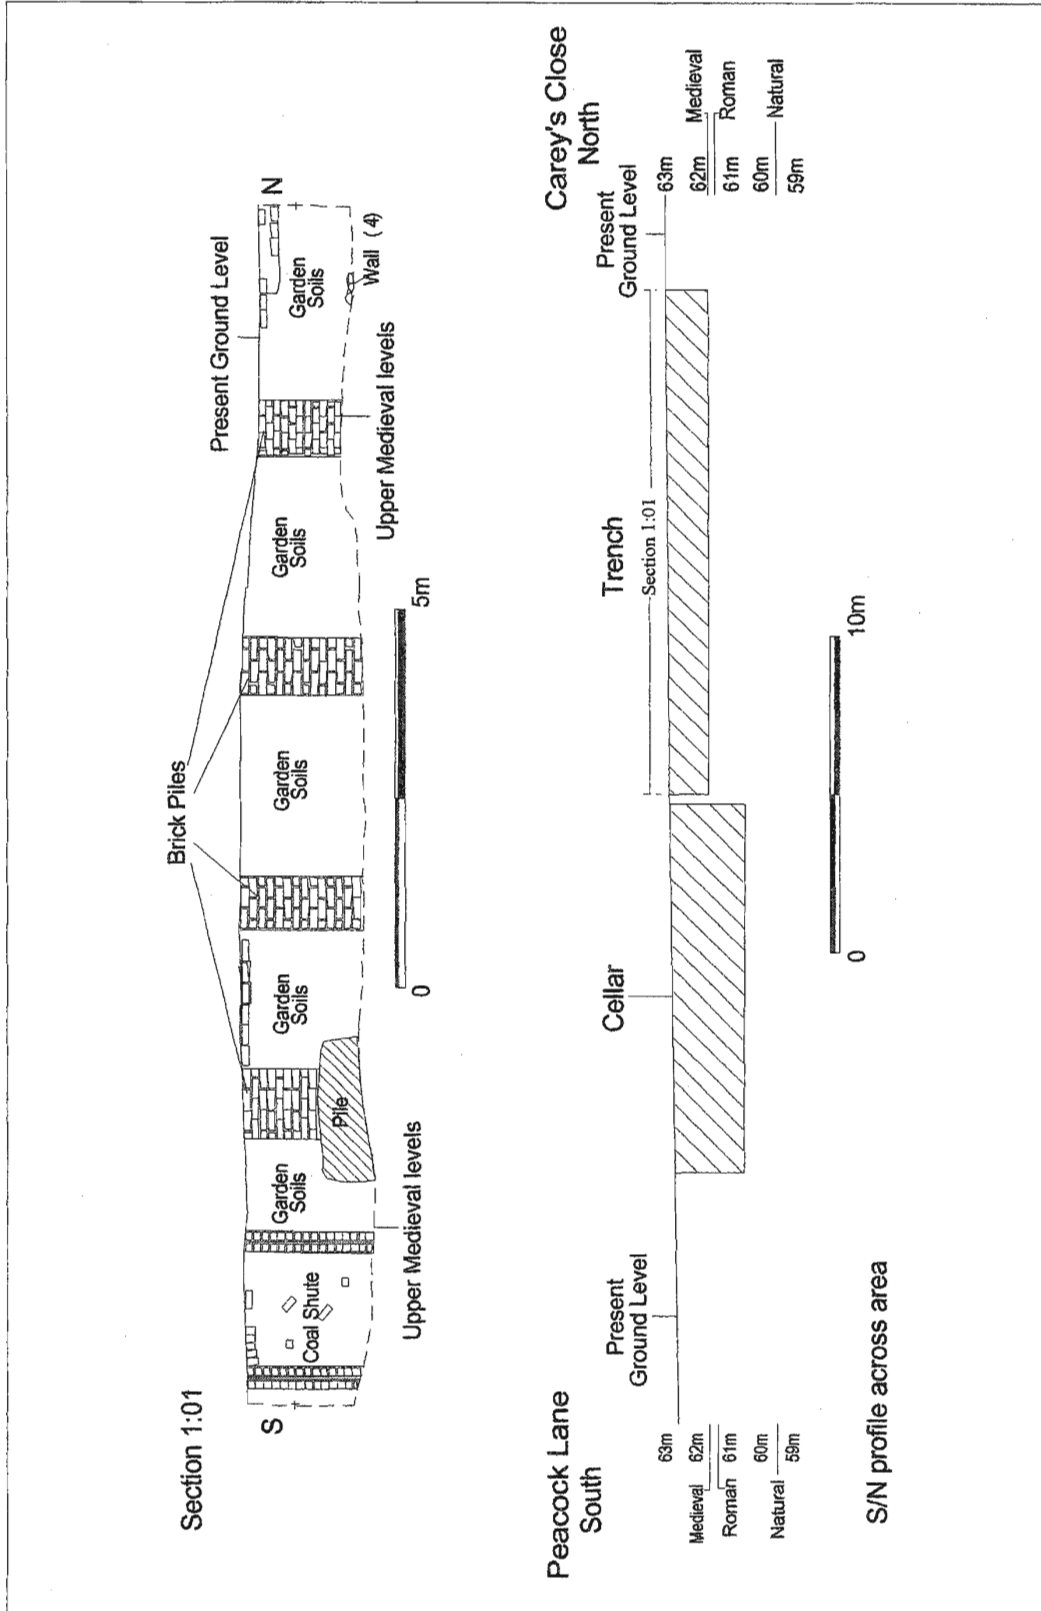 Section 1:01
S
N
Brick Piles
Present Ground Level
Coal Shute
Garden
Soils
Pile
Garden
Soils
Garden
Soils
Garden
Soils
Garden
Soils
Wall (4)
Upper Medieval levels
Upper Medieval levels
0
5m
Peacock Lane
South
Carey's Close
North
Present
Ground Level
Cellar
Trench
Section 1:01
Present
Ground Level
63m
62m
61m
60m
59m
Medieval
Roman
Natural
63m
62m
61m
60m
59m
Medieval
Roman
Natural
0
10m
S/N profile across area